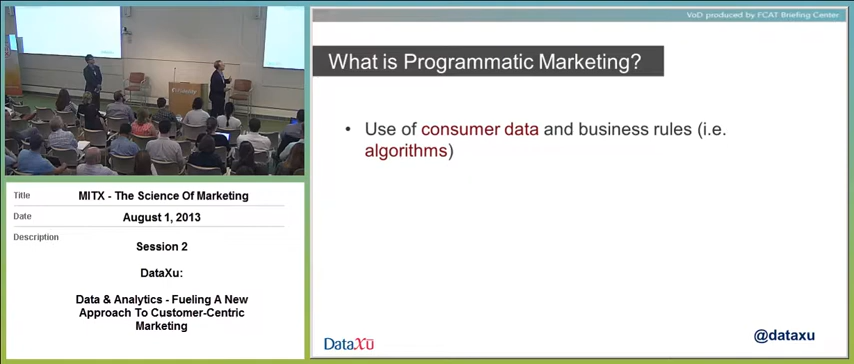 VoD produced by FCAT Briefing Center
What is Programmatic Marketing?
• Use of consumer data and business rules (i.e.
algorithms)
Title
MITX - The Science Of Marketing
Date
August 1, 2013
Description
Session 2
DataXu:
Data & Analytics - Fueling A New
Approach To Customer-Centric
Marketing
DataXū
@dataxu